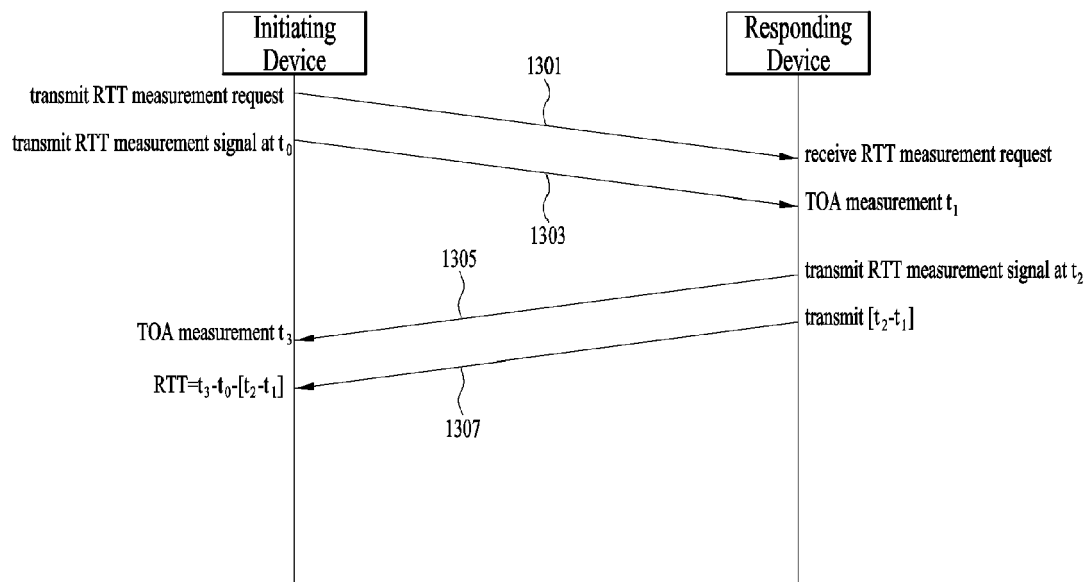 Initiating
Device
Responding
Device
1301
transmit RTT measurement request
transmit RTT measurement signal at t₀
receive RTT measurement request
TOA measurement t₁
1303
1305
transmit RTT measurement signal at t₂
TOA measurement t₃
transmit [t₂-t₁]
RTT=t₃-t₀-[t₂-t₁]
1307